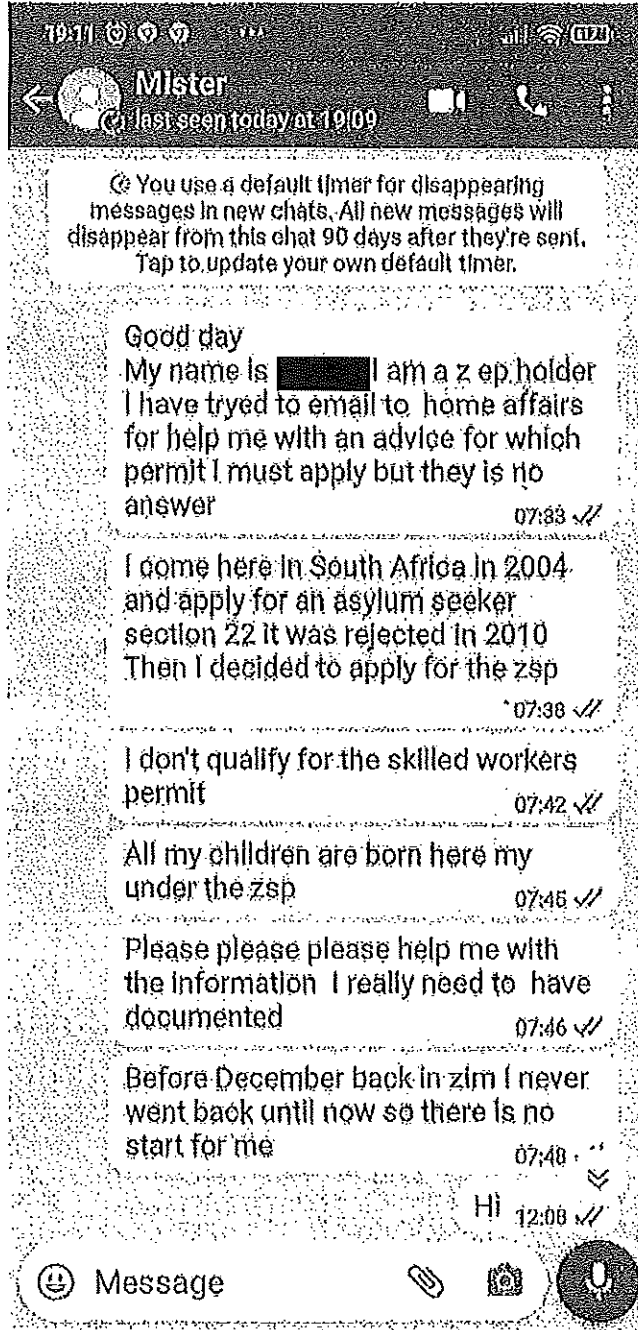 19:11
Mister
last seen today at 19:09
You use a default timer for disappearing
messages in new chats. All new messages will
disappear from this chat 90 days after they're sent.
Tap to update your own default timer.
Good day
My name is I am a z ep holder
I have tryed to email to home affairs
for help me with an advice for which
permit I must apply but they is no
answer
07:33
I come here in South Africa in 2004
and apply for an asylum seeker
section 22 it was rejected in 2010
Then I decided to apply for the zsp
07:38
I don't qualify for the skilled workers
permit
07:42
All my children are born here my
under the zsp
07:45
Please please please help me with
the information I really need to have
documented
07:46
Before December back in zim I never
went back until now so there is no
start for me
07:48
Hi 12:08
Message